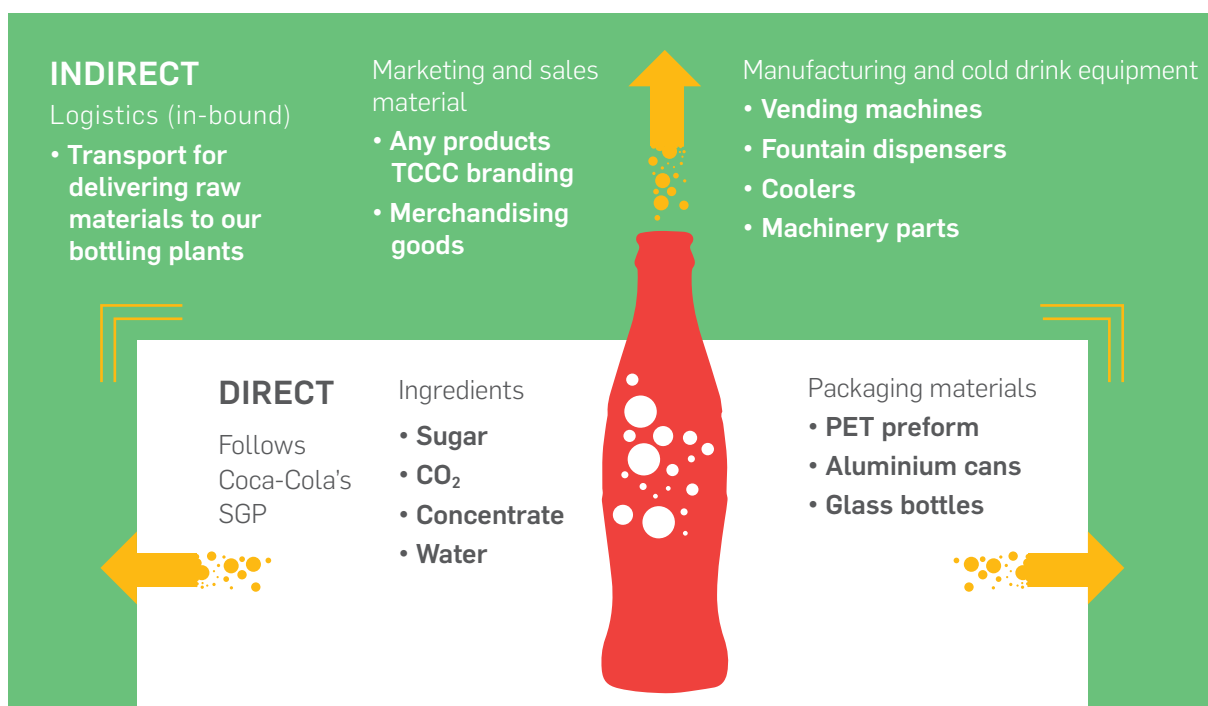 INDIRECT
Logistics (in-bound)
• Transport for
delivering raw
materials to our
bottling plants
Marketing and sales
material
• Any products
TCCC branding
• Merchandising
goods
Manufacturing and cold drink equipment
• Vending machines
• Fountain dispensers
• Coolers
• Machinery parts
DIRECT
Follows
Coca-Cola’s
SGP
Ingredients
• Sugar
• CO₂
• Concentrate
• Water
Packaging materials
• PET preform
• Aluminium cans
• Glass bottles